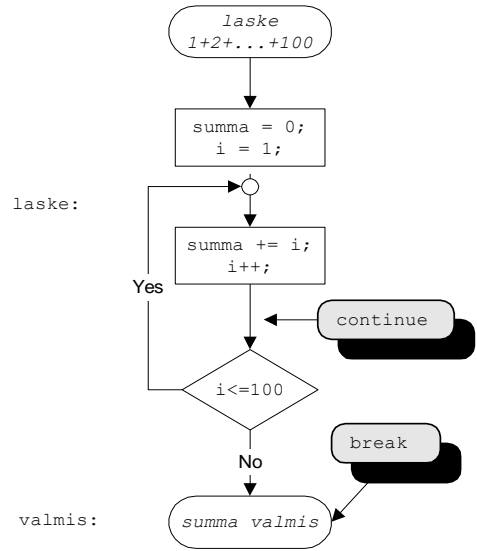 laske
1+2+...+100
summa = 0;
i = 1;
laske:
summa += i;
i++;
Yes
continue
i<=100
break
No
valmis:
summa valmis